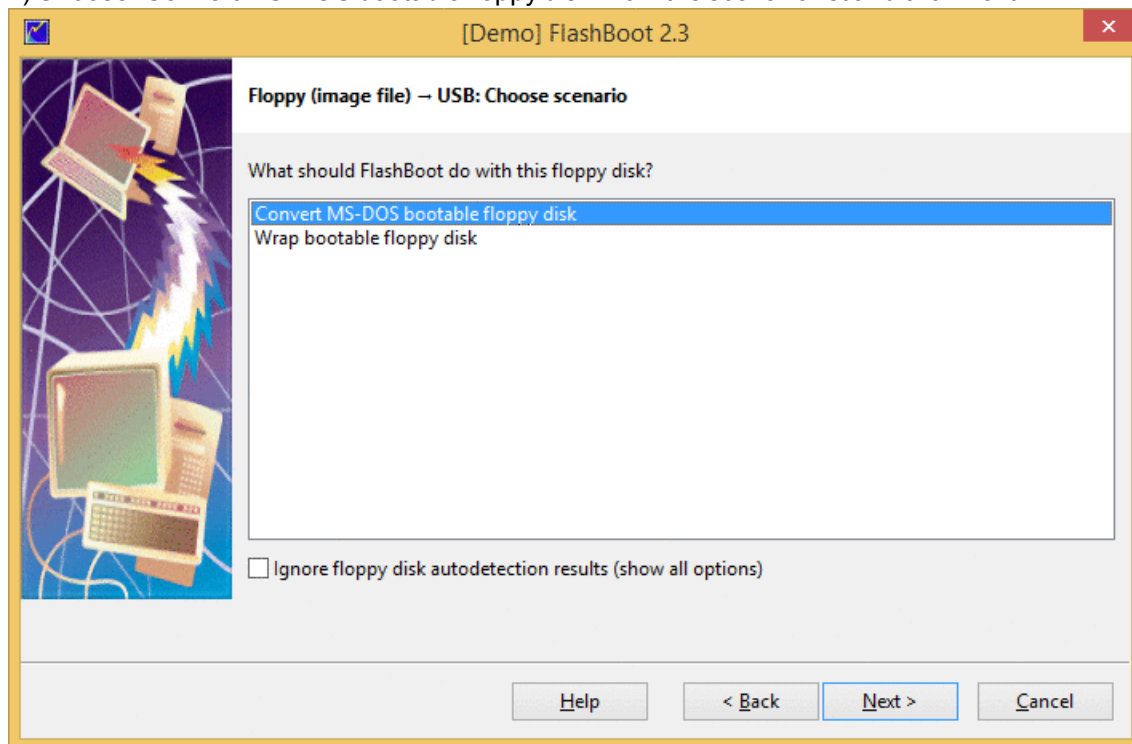 [Demo] FlashBoot 2.3
Floppy (image file) → USB: Choose scenario
What should FlashBoot do with this floppy disk?
Convert MS-DOS bootable floppy disk
Wrap bootable floppy disk
Ignore floppy disk autodetection results (show all options)
Help < Back Next > Cancel